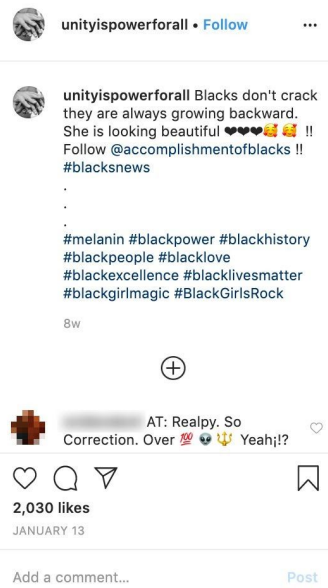 unityispowerforall • Follow
unityispowerforall Blacks don't crack
they are always growing backward.
She is looking beautiful ❤❤❤🥰 🥰 !!
Follow @accomplishmentofblacks !!
#blacksnews
.
.
.
#melanin #blackpower #blackhistory
#blackpeople #blacklove
#blackexcellence #blacklivesmatter
#blackgirlmagic #BlackGirlsRock
8w
AT: Realpy. So
Correction. Over 💯 👽 🔱 Yeah¡!?
2,030 likes
JANUARY 13
Add a comment... Post